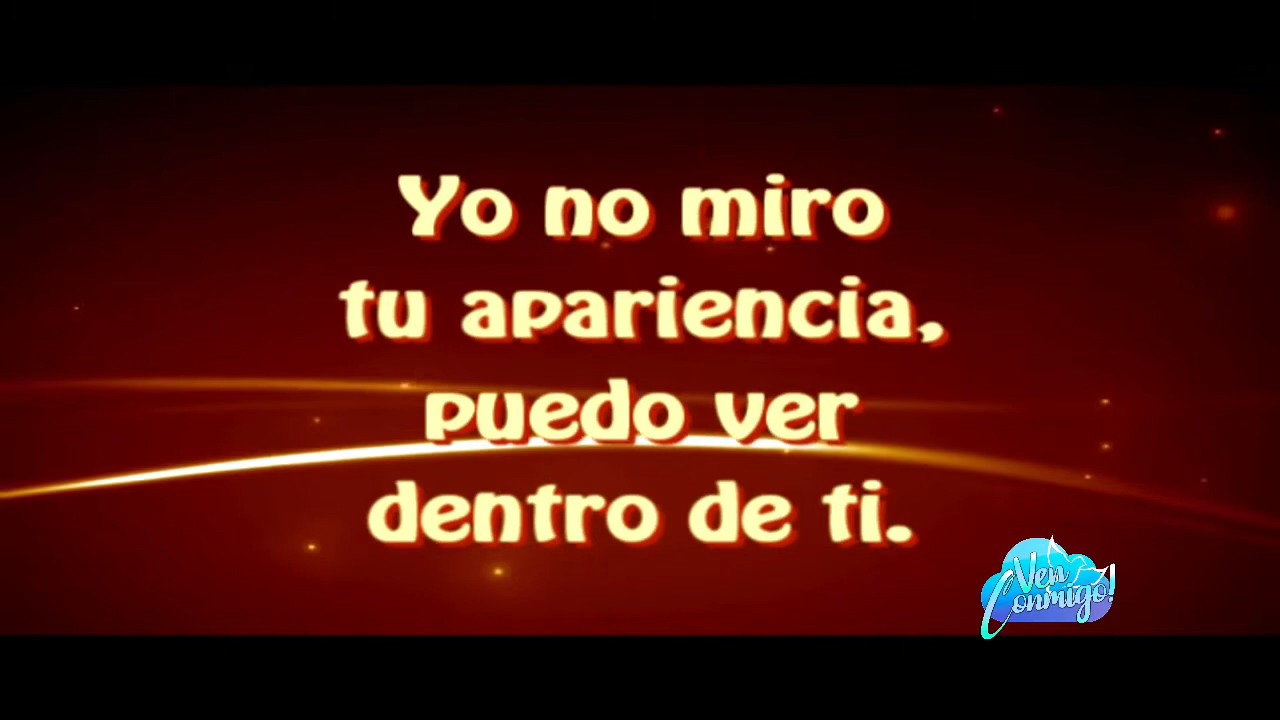 Yo no miro
tu apariencia,
puedo ver
dentro de ti.
Ven
Conmigo!